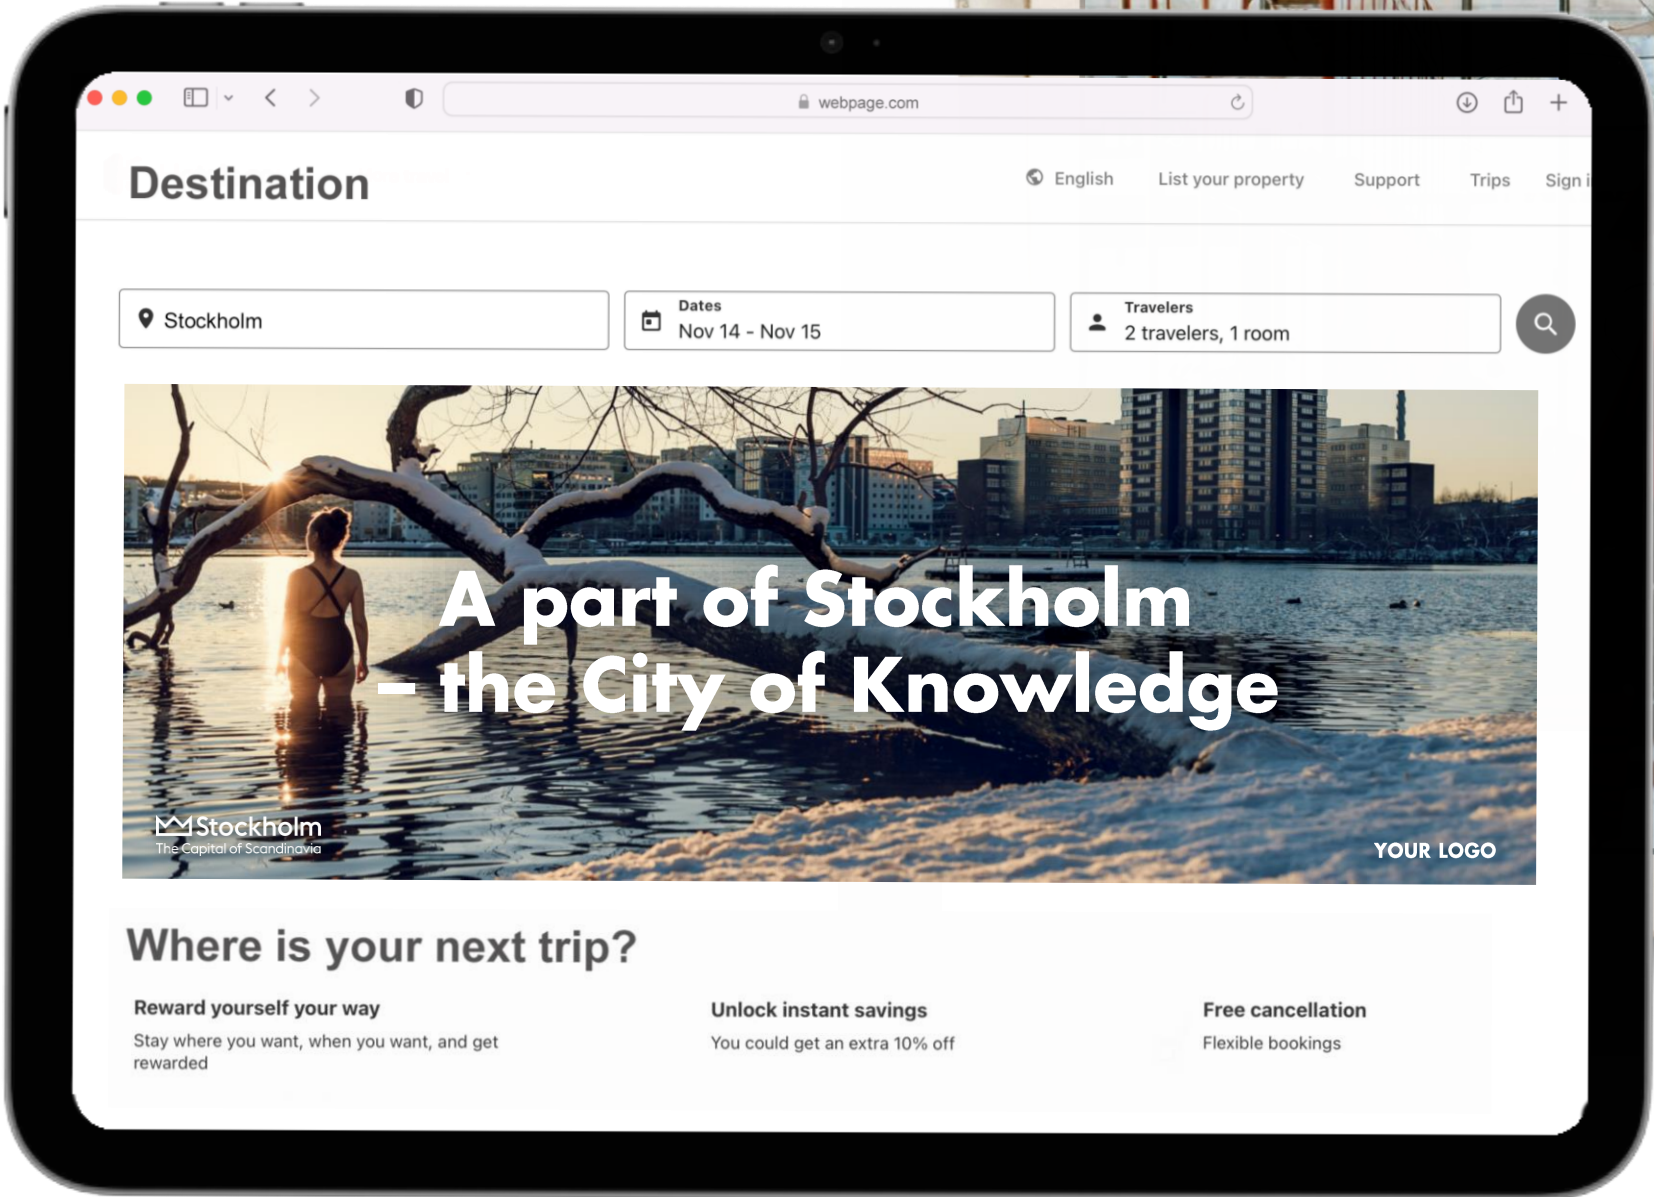 webpage.com
Destination
English
List your property
Support
Trips
Sign i
Stockholm
Dates
Nov 14 - Nov 15
Travelers
2 travelers, 1 room
A part of Stockholm
– the City of Knowledge
Stockholm
The Capital of Scandinavia
YOUR LOGO
Where is your next trip?
Reward yourself your way
Stay where you want, when you want, and get
rewarded
Unlock instant savings
You could get an extra 10% off
Free cancellation
Flexible bookings